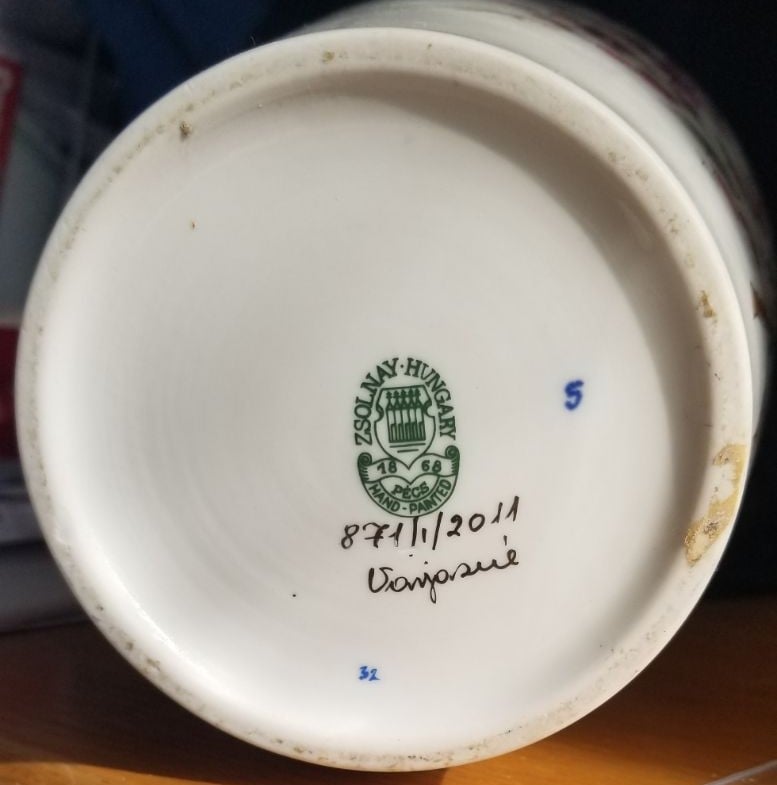 ZSOLNAY·HUNGARY
18 68
PÉCS
HAND-PAINTED
5
871/1/2011
32